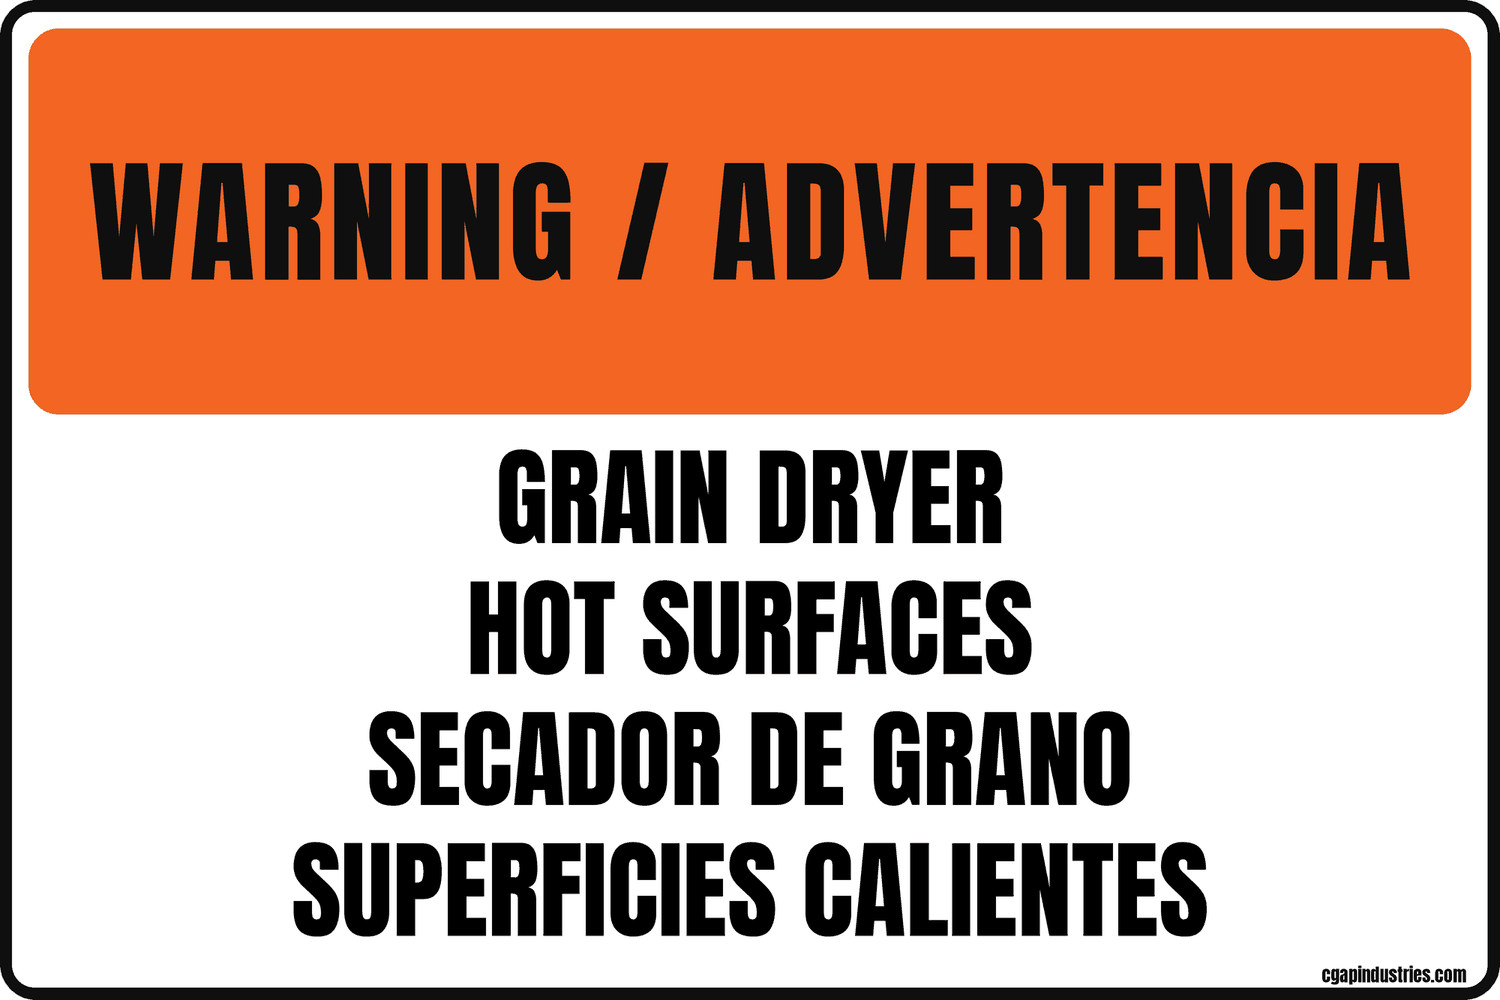 WARNING / ADVERTENCIA
GRAIN DRYER
HOT SURFACES
SECADOR DE GRANO
SUPERFICIES CALIENTES
cgapindustries.com